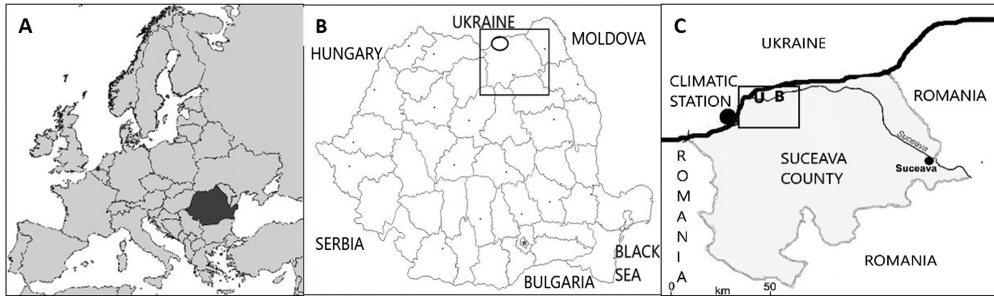 A
B
UKRAINE
HUNGARY
MOLDOVA
SERBIA
BULGARIA
BLACK
SEA
C
UKRAINE
CLIMATIC
STATION
U B
ROMANIA
SUCEAVA
COUNTY
Suceava
Suceava
R
O
M
A
N
I
A
ROMANIA
0 km 50